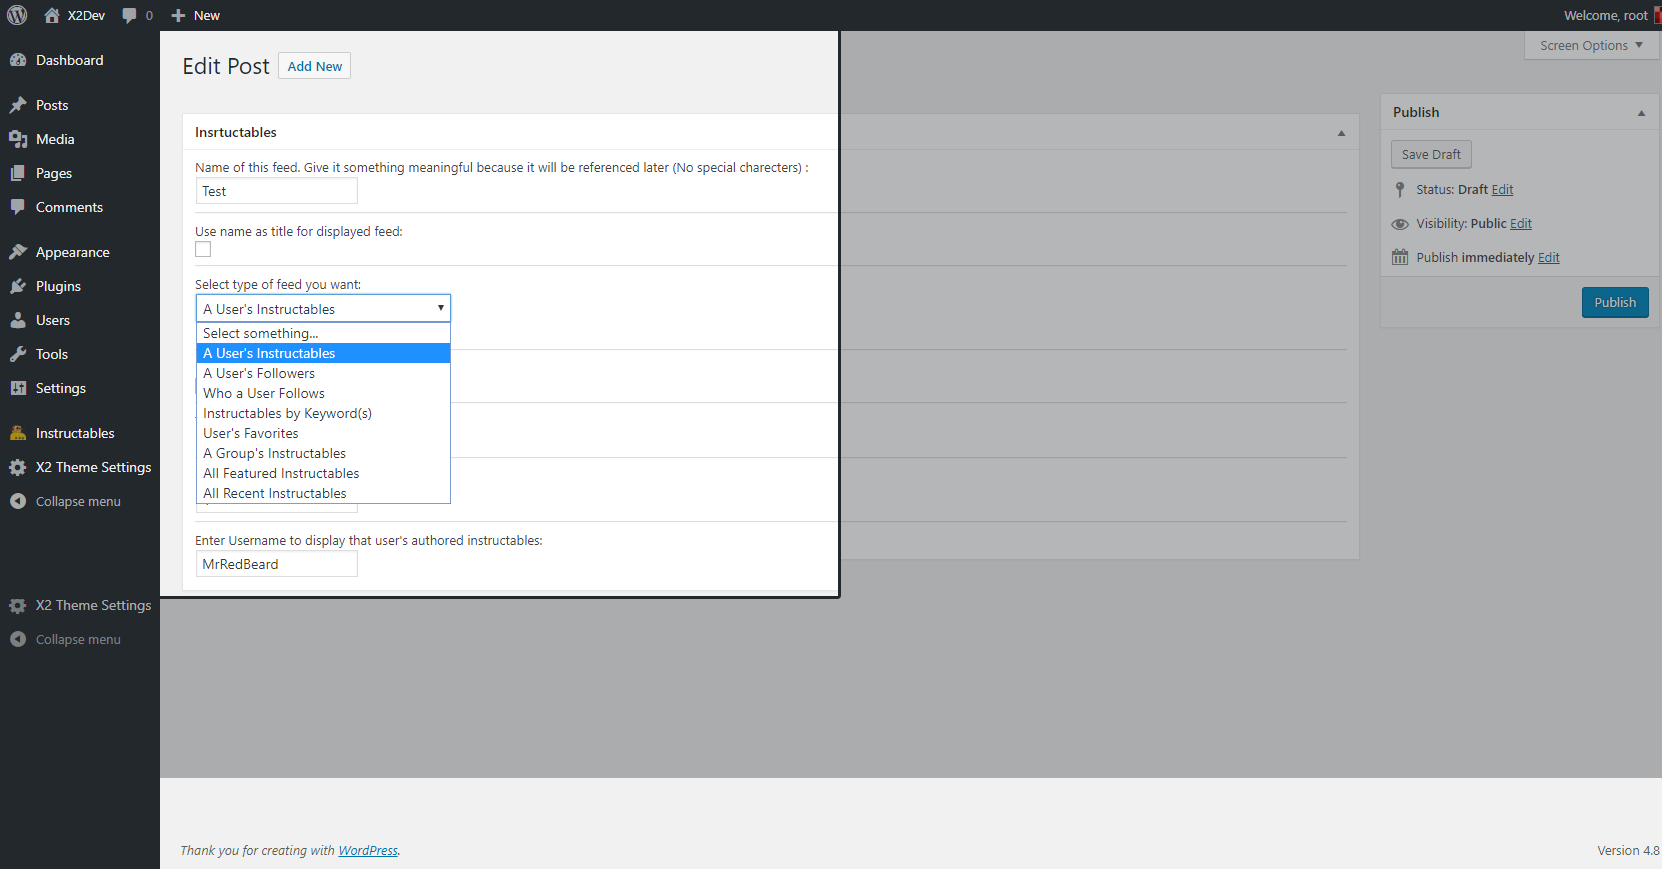 X2Dev 0 New Welcome, root
Screen Options
Dashboard
Posts
Media
Pages
Comments
Appearance
Plugins
Users
Tools
Settings
Instructables
X2 Theme Settings
Collapse menu
X2 Theme Settings
Collapse menu
Edit Post Add New
Insrtuctables
Name of this feed. Give it something meaningful because it will be referenced later (No special charecters) :
Test
Use name as title for displayed feed:
Select type of feed you want:
A User's Instructables
Select something...
A User's Instructables
A User's Followers
Who a User Follows
Instructables by Keyword(s)
User's Favorites
A Group's Instructables
All Featured Instructables
All Recent Instructables
Enter Username to display that user's authored instructables:
MrRedBeard
Publish
Save Draft
Status: Draft Edit
Visibility: Public Edit
Publish immediately Edit
Publish
Thank you for creating with WordPress.
Version 4.8